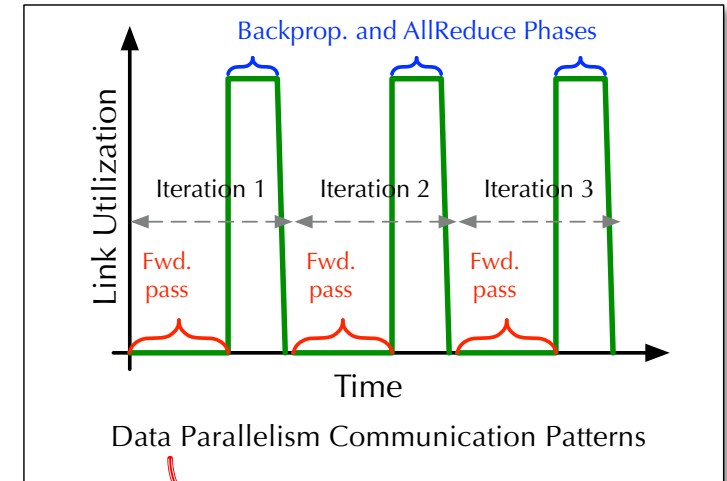 Backprop. and AllReduce Phases
Link Utilization
Iteration 1
Iteration 2
Iteration 3
Fwd.
pass
Fwd.
pass
Fwd.
pass
Time
Data Parallelism Communication Patterns